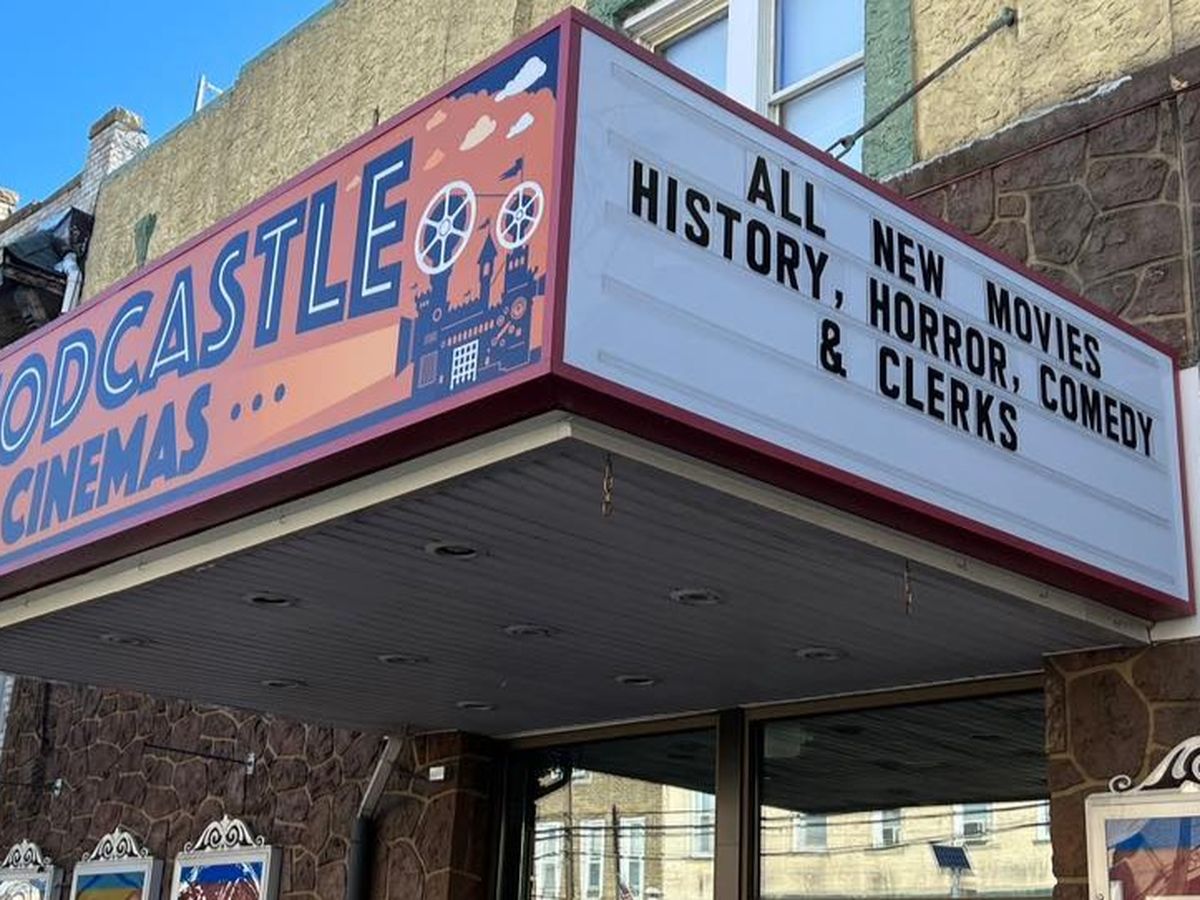 ODCASTLE
CINEMAS...
ALL NEW MOVIES
HISTORY, HORROR, COMEDY
& CLERKS